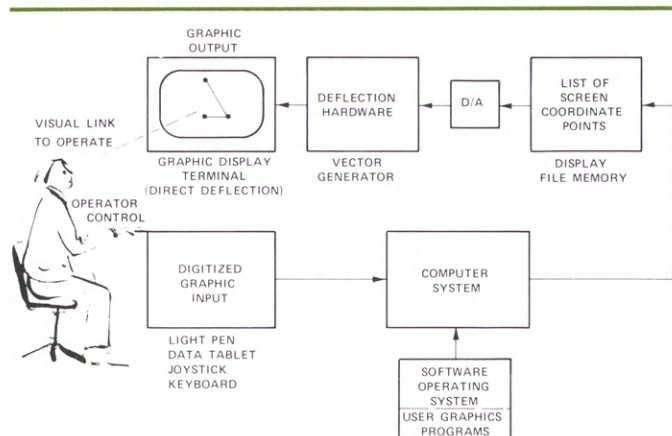 GRAPHIC
OUTPUT
VISUAL LINK
TO OPERATE
GRAPHIC DISPLAY
TERMINAL
(DIRECT DEFLECTION)
DEFLECTION
HARDWARE
VECTOR
GENERATOR
D/A
LIST OF
SCREEN
COORDINATE
POINTS
DISPLAY
FILE MEMORY
OPERATOR
CONTROL
DIGITIZED
GRAPHIC
INPUT
LIGHT PEN
DATA TABLET
JOYSTICK
KEYBOARD
COMPUTER
SYSTEM
SOFTWARE
OPERATING
SYSTEM
USER GRAPHICS
PROGRAMS